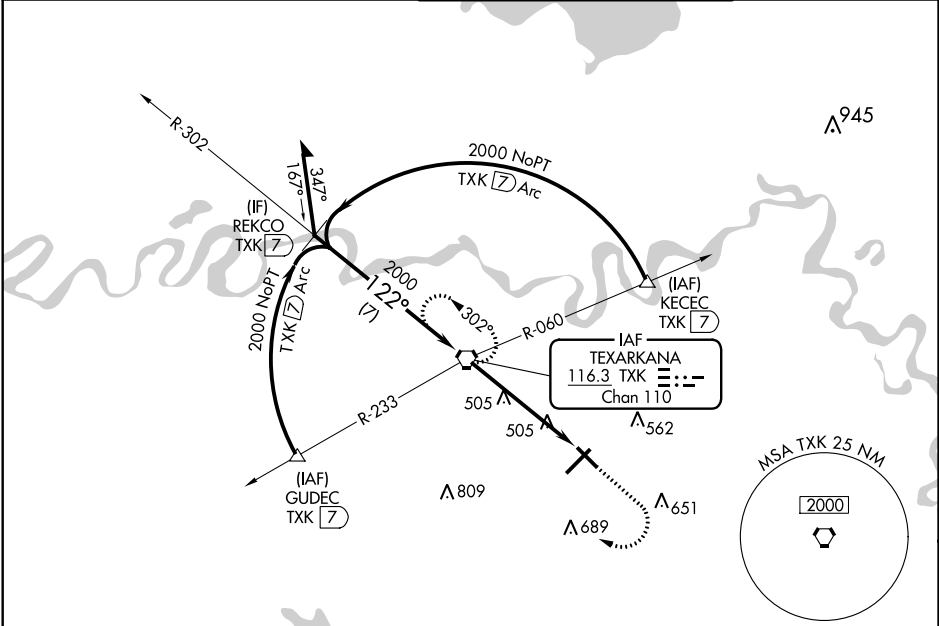 945
R-302
2000 NoPT
TXK 7 Arc
347°
167°
(IF)
REKCO
TXK 7
2000 NoPT
TXK 7 Arc
2000
122°
(7)
302°
R-060
(IAF)
KECEC
TXK 7
IAF
TEXARKANA
116.3 TXK
Chan 110
R-233
505
505
562
(IAF)
GUDEC
TXK 7
809
651
689
MSA TXK 25 NM
2000